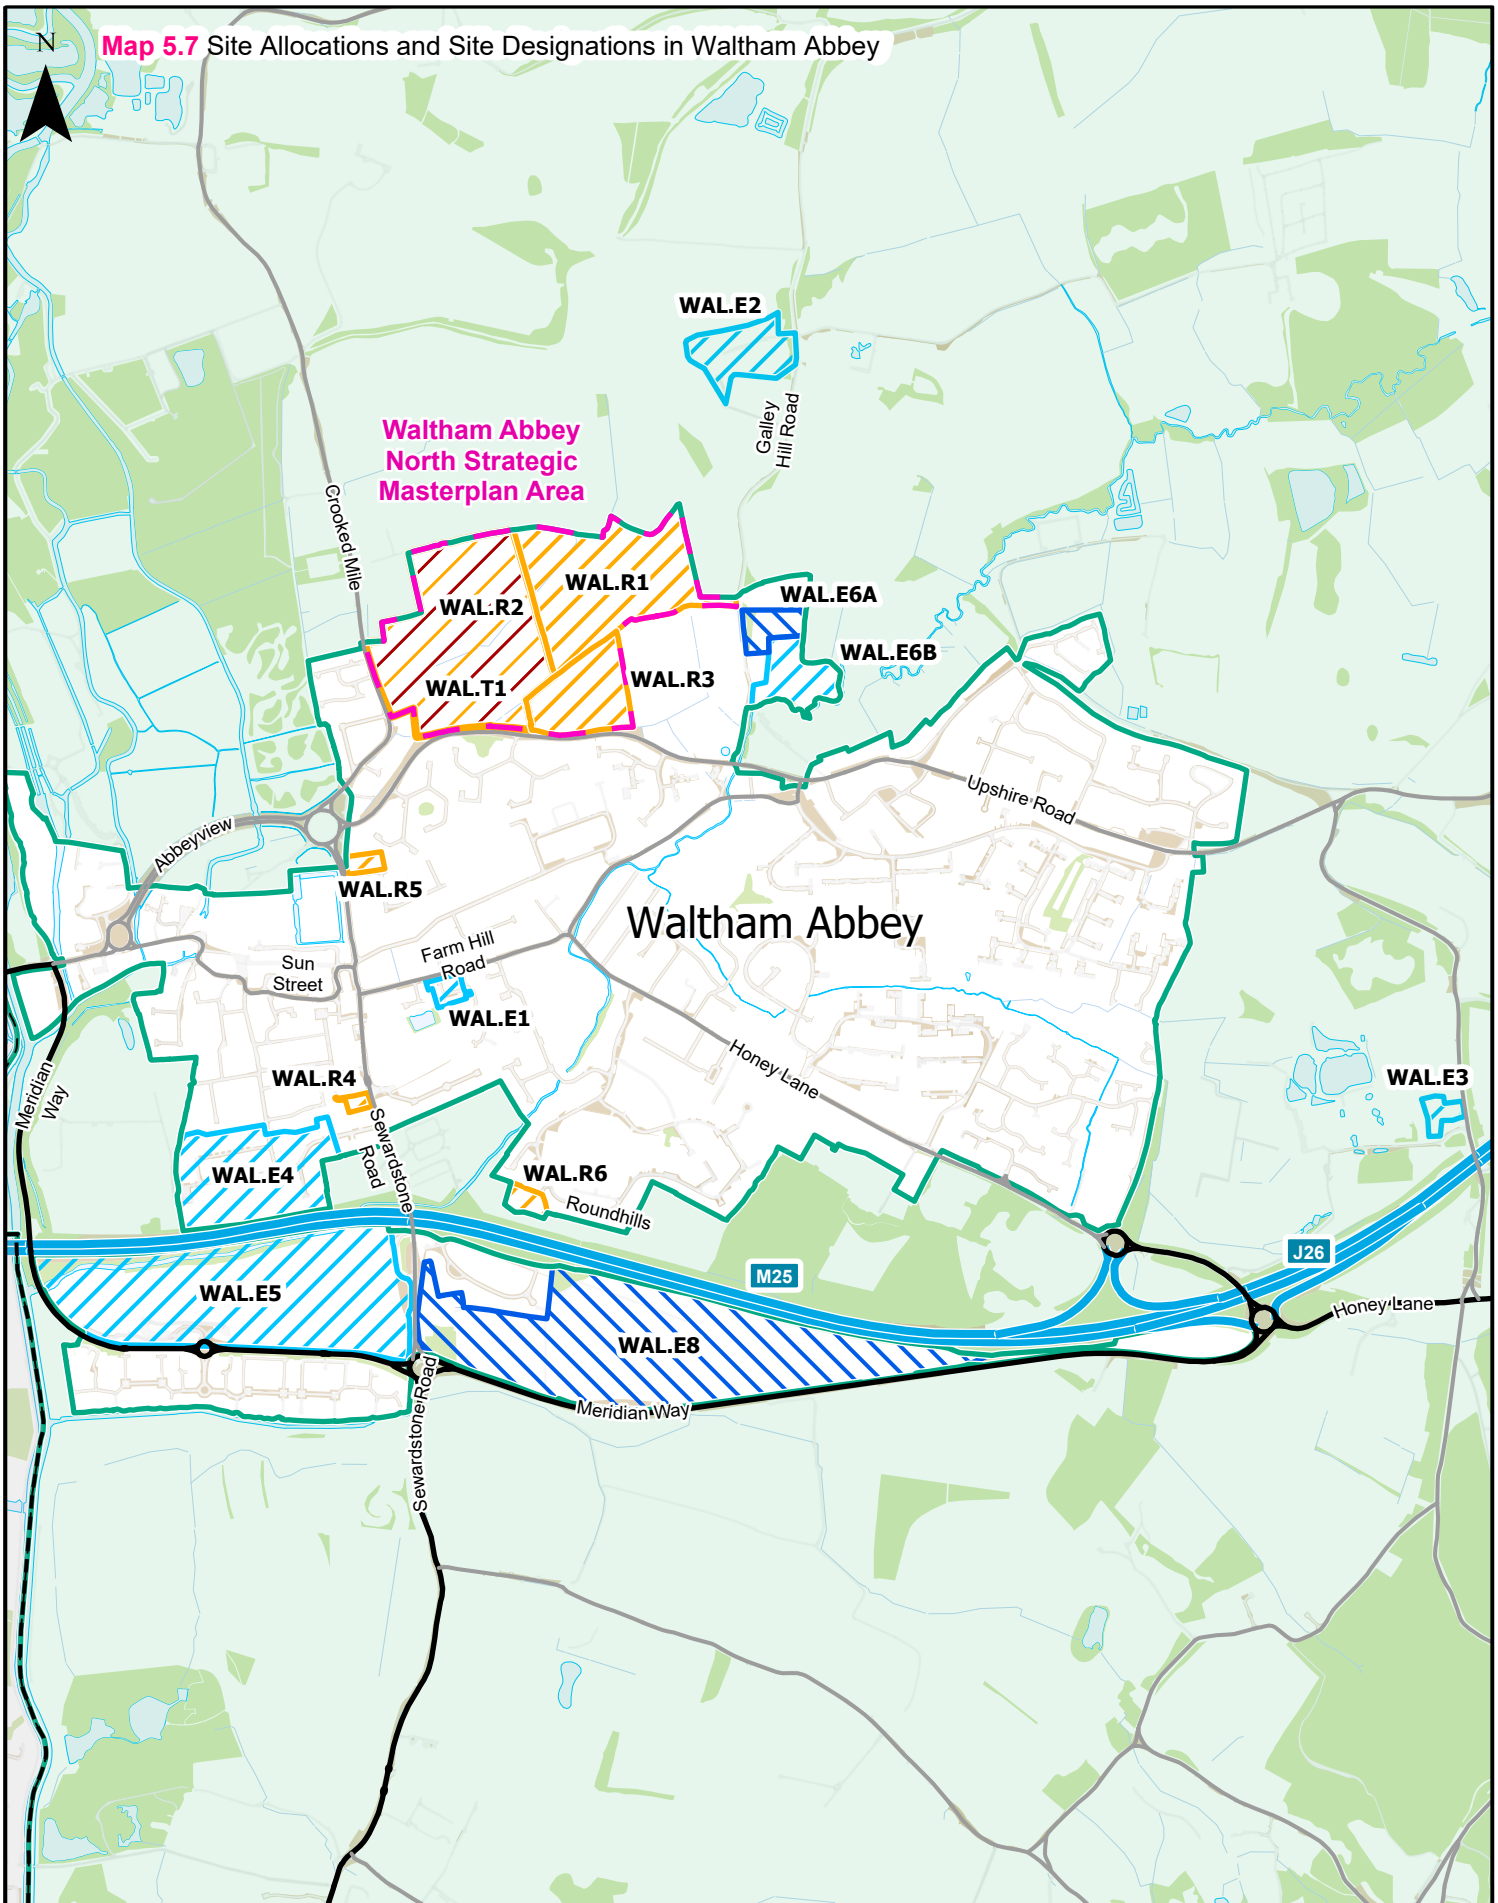 N
Map 5.7 Site Allocations and Site Designations in Waltham Abbey
WAL.E2
Galley
Hill Road
Waltham Abbey
North Strategic
Masterplan Area
Crooked Mile
WAL.R1
WAL.R2
WAL.E6A
WAL.E6B
WAL.R3
WAL.T1
Upshire Road
Abbeyview
WAL.R5
Waltham Abbey
Farm Hill
Road
Sun
Street
WAL.E1
Honey Lane
Meridian
Way
WAL.R4
WAL.E3
Sewardstone
Road
WAL.E4
WAL.R6
Roundhills
J26
M25
WAL.E5
Honey Lane
WAL.E8
Meridian Way
Sewardstone Road